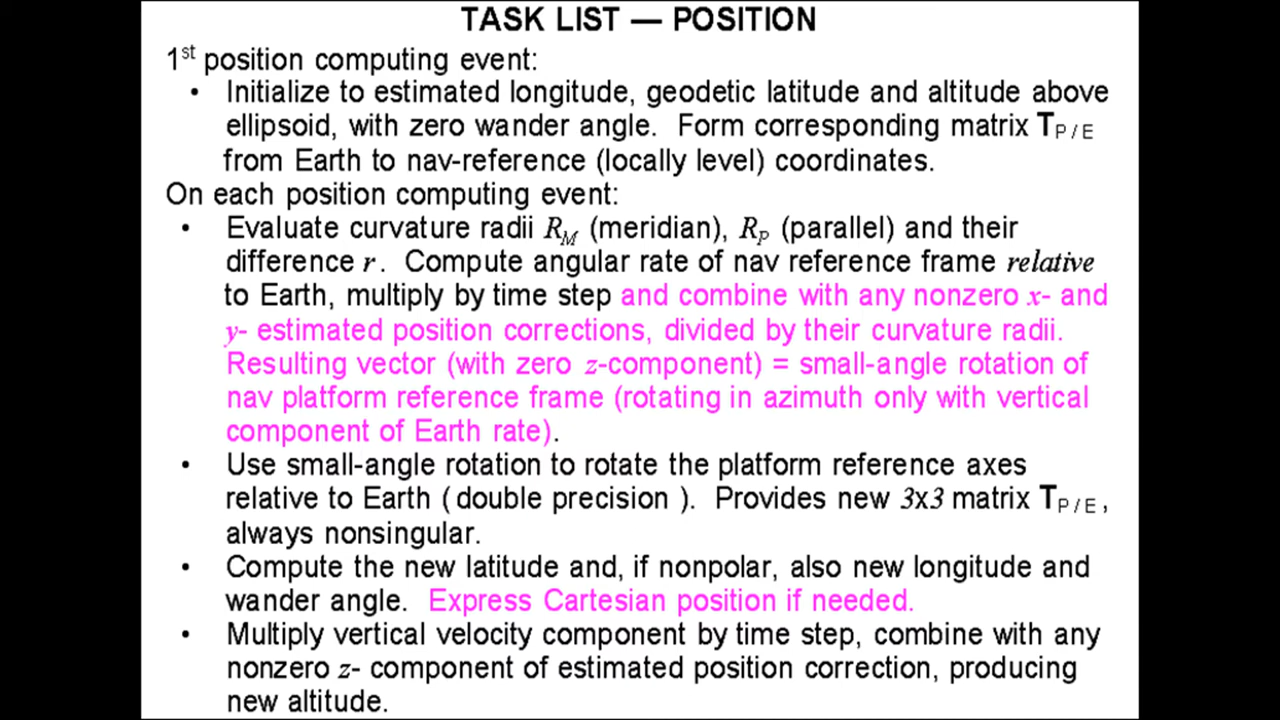 TASK LIST — POSITION
1st position computing event:
• Initialize to estimated longitude, geodetic latitude and altitude above
ellipsoid, with zero wander angle. Form corresponding matrix T P/E
from Earth to nav-reference (locally level) coordinates.
On each position computing event:
• Evaluate curvature radii RM (meridian), RP (parallel) and their
difference r. Compute angular rate of nav reference frame relative
to Earth, multiply by time step and combine with any nonzero x- and
y- estimated position corrections, divided by their curvature radii.
Resulting vector (with zero z-component) = small-angle rotation of
nav platform reference frame (rotating in azimuth only with vertical
component of Earth rate).
• Use small-angle rotation to rotate the platform reference axes
relative to Earth ( double precision ). Provides new 3x3 matrix T P/E ,
always nonsingular.
• Compute the new latitude and, if nonpolar, also new longitude and
wander angle. Express Cartesian position if needed.
• Multiply vertical velocity component by time step, combine with any
nonzero z- component of estimated position correction, producing
new altitude.